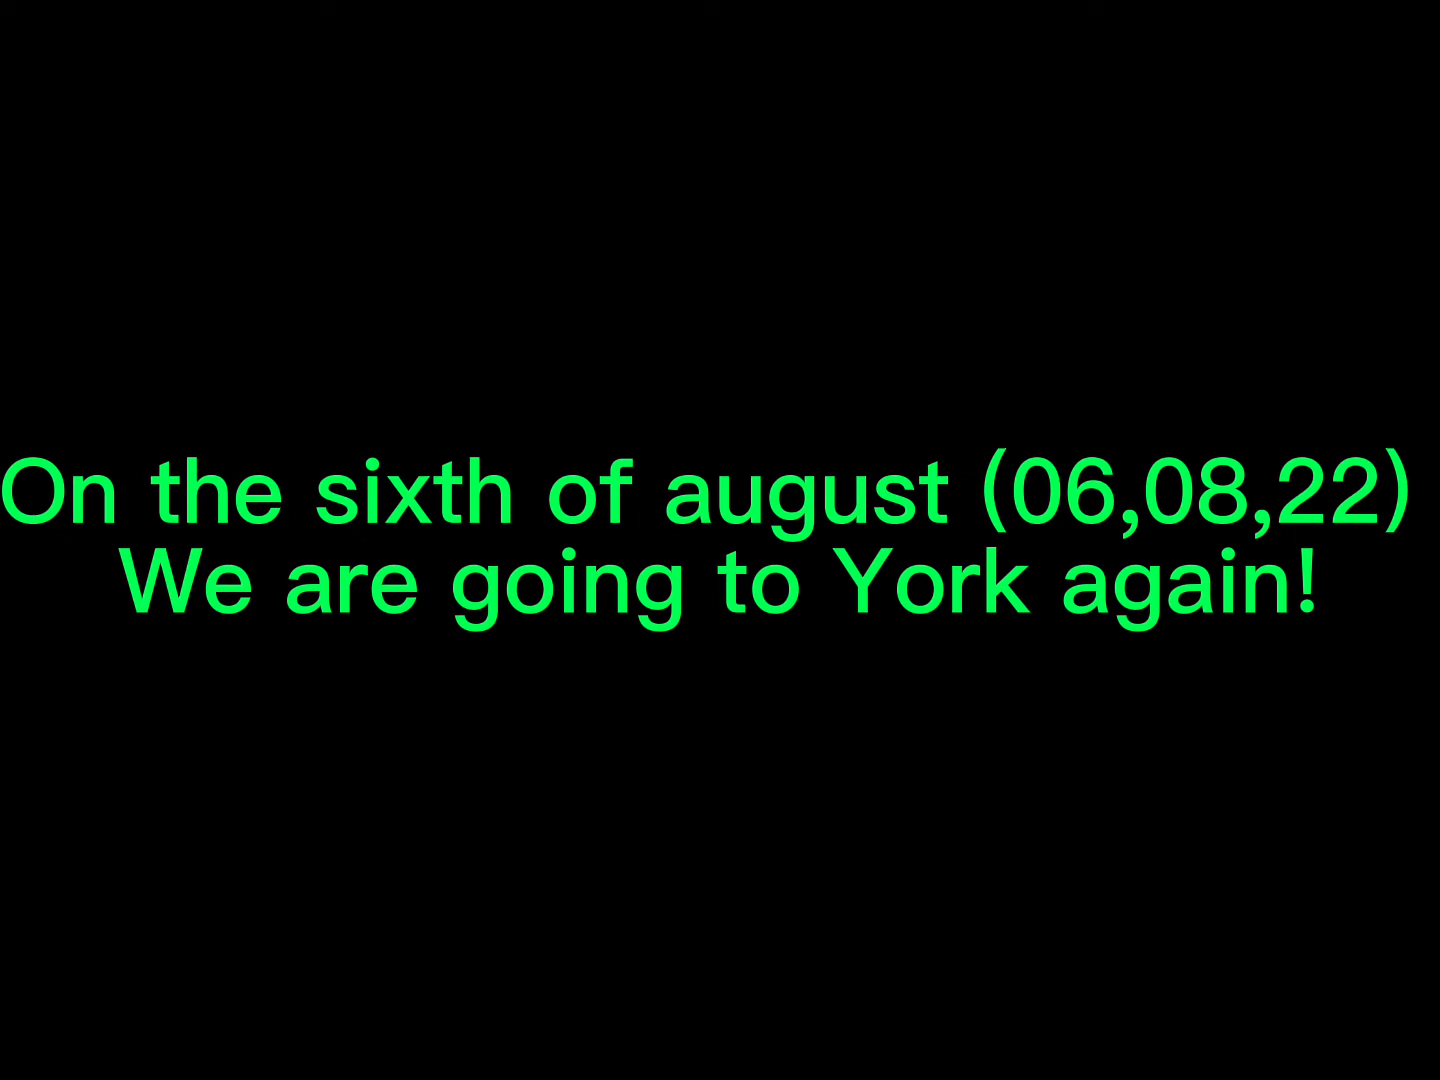 On the sixth of august (06,08,22)
We are going to York again!